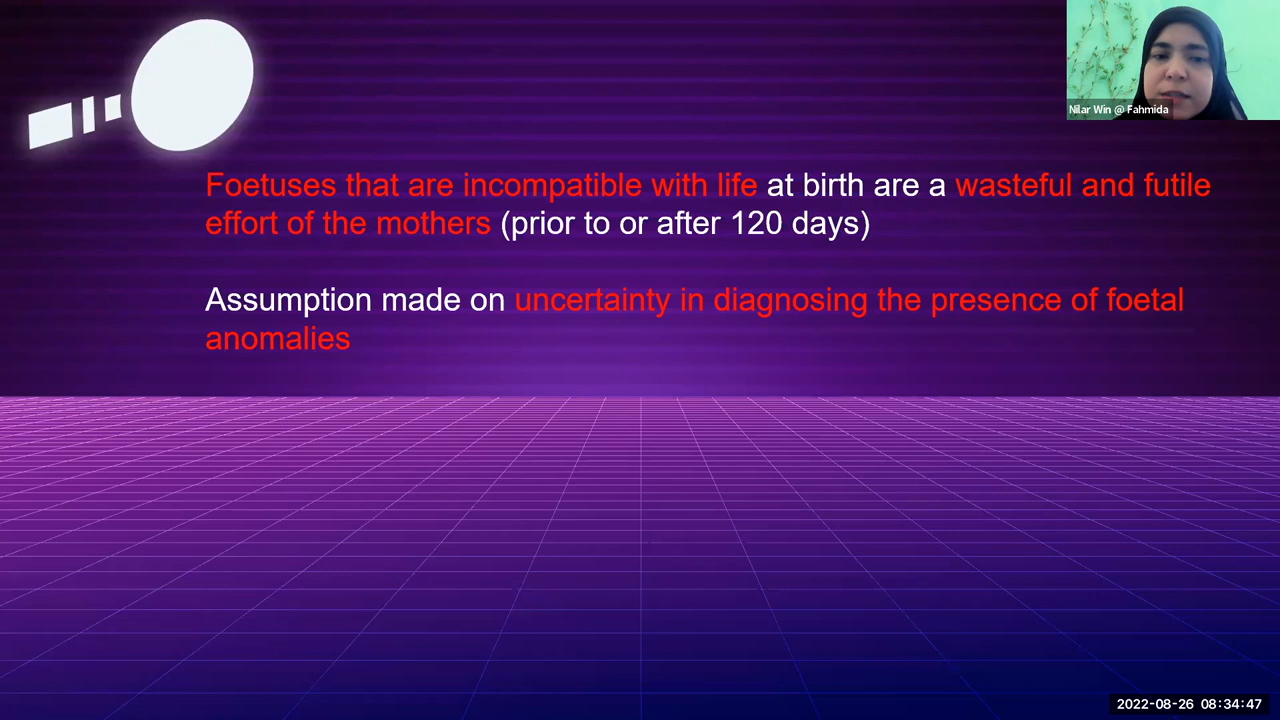 Nilar Win @ Fahmida
Foetuses that are incompatible with life at birth are a wasteful and futile
effort of the mothers (prior to or after 120 days)
Assumption made on uncertainty in diagnosing the presence of foetal
anomalies
2022-08-26 08:34:47